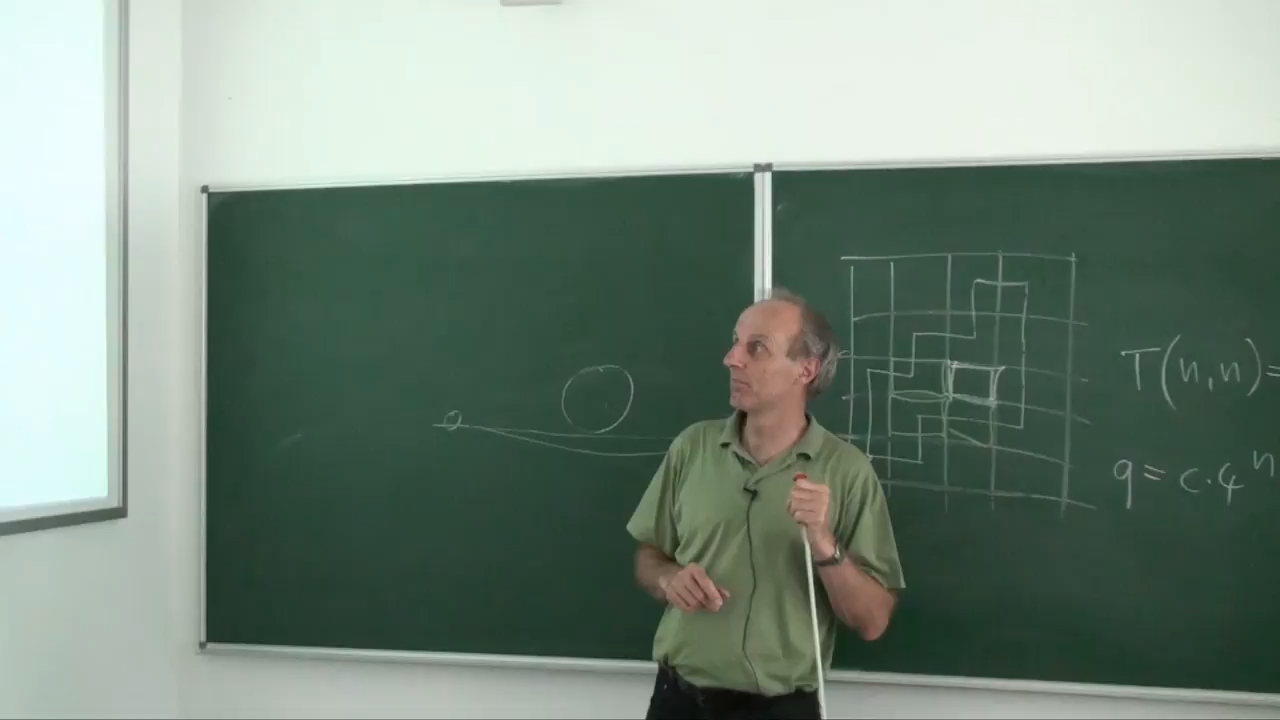 T(n,n)=
q = c·4^n